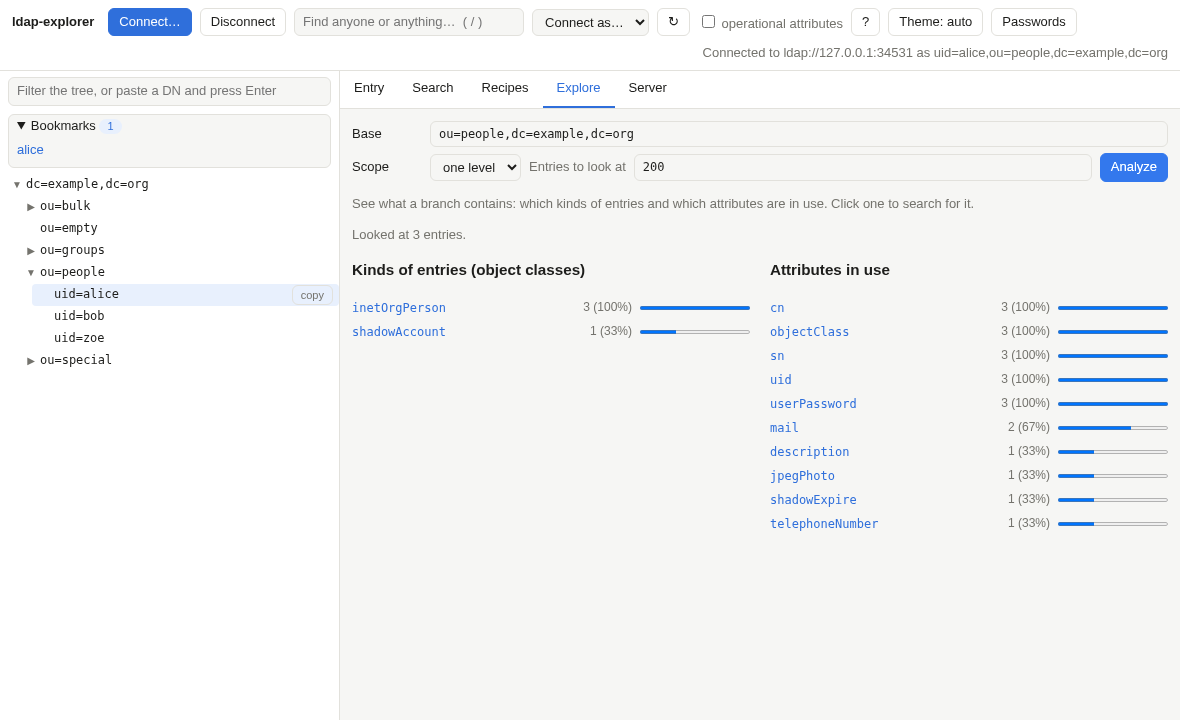 ldap-explorer Connect… Disconnect Find anyone or anything… ( / ) Connect as… ↻ operational attributes ? Theme: auto Passwords
Connected to ldap://127.0.0.1:34531 as uid=alice,ou=people,dc=example,dc=org
Filter the tree, or paste a DN and press Enter
▼ Bookmarks 1
alice
▼ dc=example,dc=org
▶ ou=bulk
ou=empty
▶ ou=groups
▼ ou=people
uid=alice copy
uid=bob
uid=zoe
▶ ou=special
Entry Search Recipes Explore Server
Base ou=people,dc=example,dc=org
Scope one level Entries to look at 200 Analyze
See what a branch contains: which kinds of entries and which attributes are in use. Click one to search for it.
Looked at 3 entries.
Kinds of entries (object classes)
inetOrgPerson 3 (100%)
shadowAccount 1 (33%)
Attributes in use
cn 3 (100%)
objectClass 3 (100%)
sn 3 (100%)
uid 3 (100%)
userPassword 3 (100%)
mail 2 (67%)
description 1 (33%)
jpegPhoto 1 (33%)
shadowExpire 1 (33%)
telephoneNumber 1 (33%)